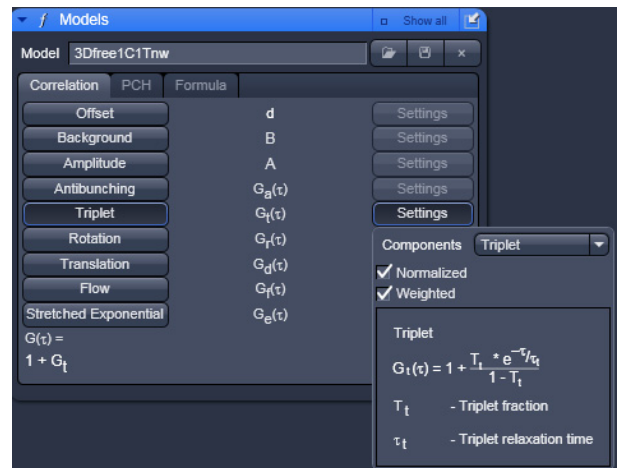 f Models Show all
Model 3Dfree1C1Tnw ×
Correlation PCH Formula
Offset d Settings
Background B Settings
Amplitude A Settings
Antibunching Gₐ(τ) Settings
Triplet Gₜ(τ) Settings
Rotation Gᵣ(τ)
Translation G_d(τ)
Flow G_f(τ)
Stretched Exponential Gₑ(τ)
G(τ) =
1 + Gₜ
Components Triplet
Normalized
Weighted
Triplet
Gₜ(τ) = 1 + Tₜ * e^(-τ/τₜ) / 1 - Tₜ
Tₜ - Triplet fraction
τₜ - Triplet relaxation time